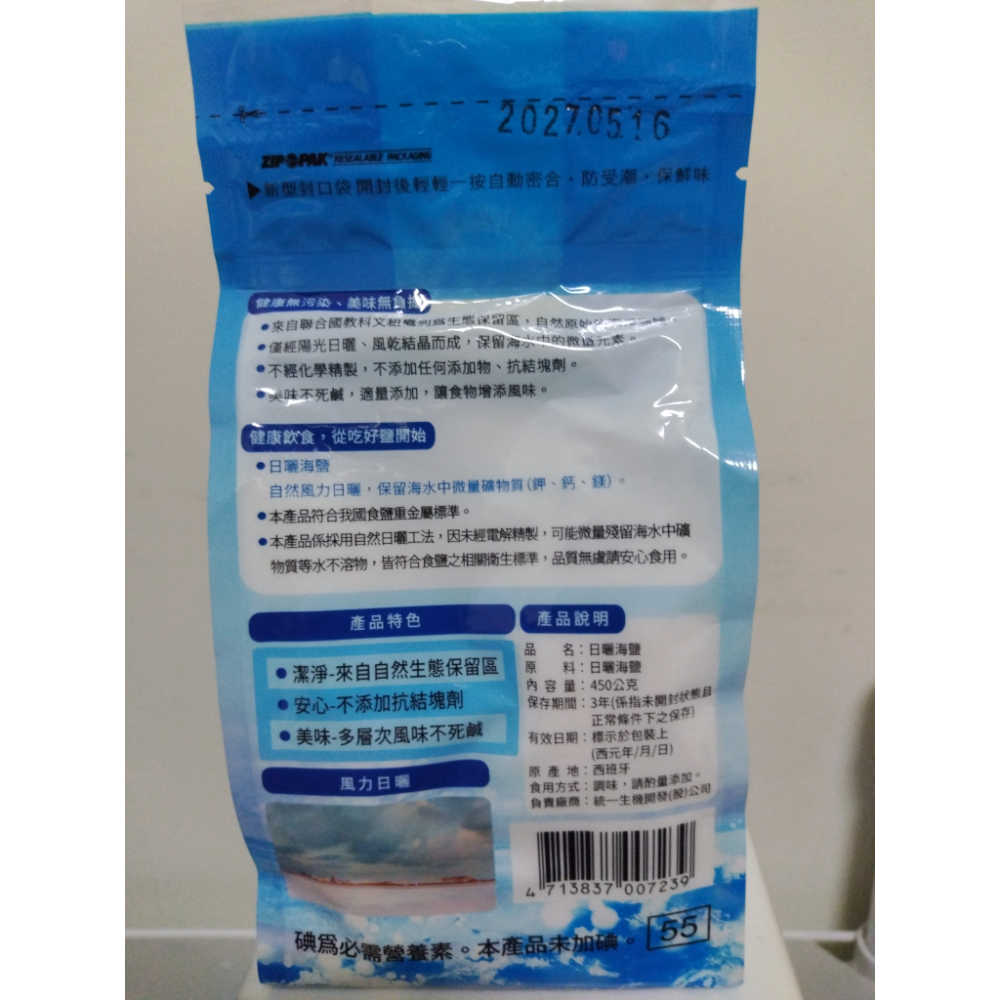 2027.05.16
ZIP PAK RESEALABLE PACKAGING
▶新型封口袋 開封後輕輕一按自動密合,防受潮,保鮮味
健康無污染、美味無負擔
●來自聯合國教科文組織列為生態保留區,自然原始
●僅經陽光日曬、風乾結晶而成,保留海水中的微量元素。
●不經化學精製,不添加任何添加物、抗結塊劑。
●美味不死鹹,適量添加,讓食物增添風味。
健康飲食,從吃好鹽開始
●日曬海鹽
自然風力日曬,保留海水中微量礦物質(鉀、鈣、鎂)。
●本產品符合我國食鹽重金屬標準。
●本產品係採用自然日曬工法,因未經電解精製,可能微量殘留海水中礦
物質等水不溶物,皆符合食鹽之相關衛生標準,品質無虞請安心食用。
產品特色
●潔淨-來自自然生態保留區
●安心-不添加抗結塊劑
●美味-多層次風味不死鹹
風力日曬
產品說明
品 名:日曬海鹽
原 料:日曬海鹽
內 容 量:450公克
保存期間:3年(係指未開封狀態且
正常條件下之保存)
有效日期:標示於包裝上
(西元年/月/日)
原 產 地:西班牙
食用方式:調味,請酌量添加。
負責廠商:統一生機開發(股)公司
4 713837 007239
碘為必需營養素。本產品未加碘。
55